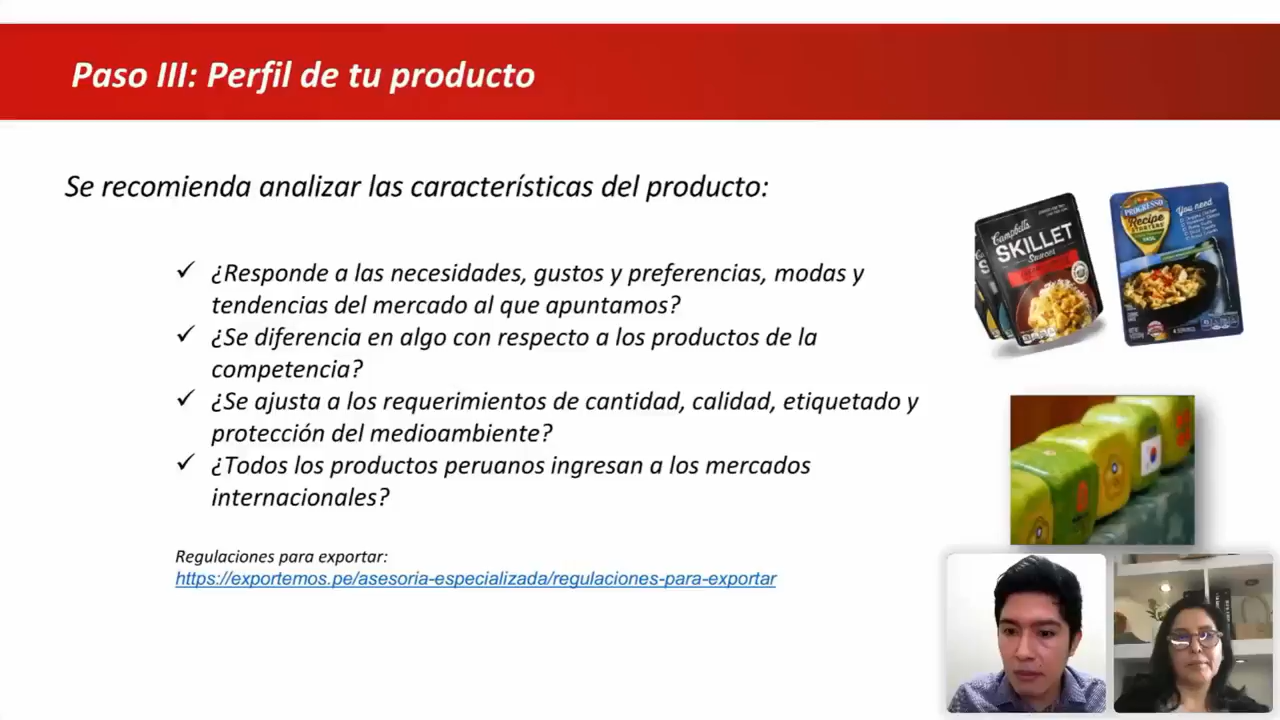 Paso III: Perfil de tu producto
Se recomienda analizar las características del producto:
✓ ¿Responde a las necesidades, gustos y preferencias, modas y
tendencias del mercado al que apuntamos?
✓ ¿Se diferencia en algo con respecto a los productos de la
competencia?
✓ ¿Se ajusta a los requerimientos de cantidad, calidad, etiquetado y
protección del medioambiente?
✓ ¿Todos los productos peruanos ingresan a los mercados
internacionales?
Regulaciones para exportar:
https://exportemos.pe/asesoria-especializada/regulaciones-para-exportar
Campbell's
SKILLET
Sauces
PROGRESSO
Recipe
STARTERS
You need